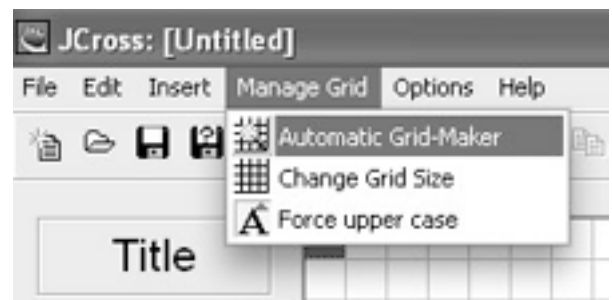 JCross: [Untitled]
File Edit Insert Manage Grid Options Help
Automatic Grid-Maker
Change Grid Size
Force upper case
Title